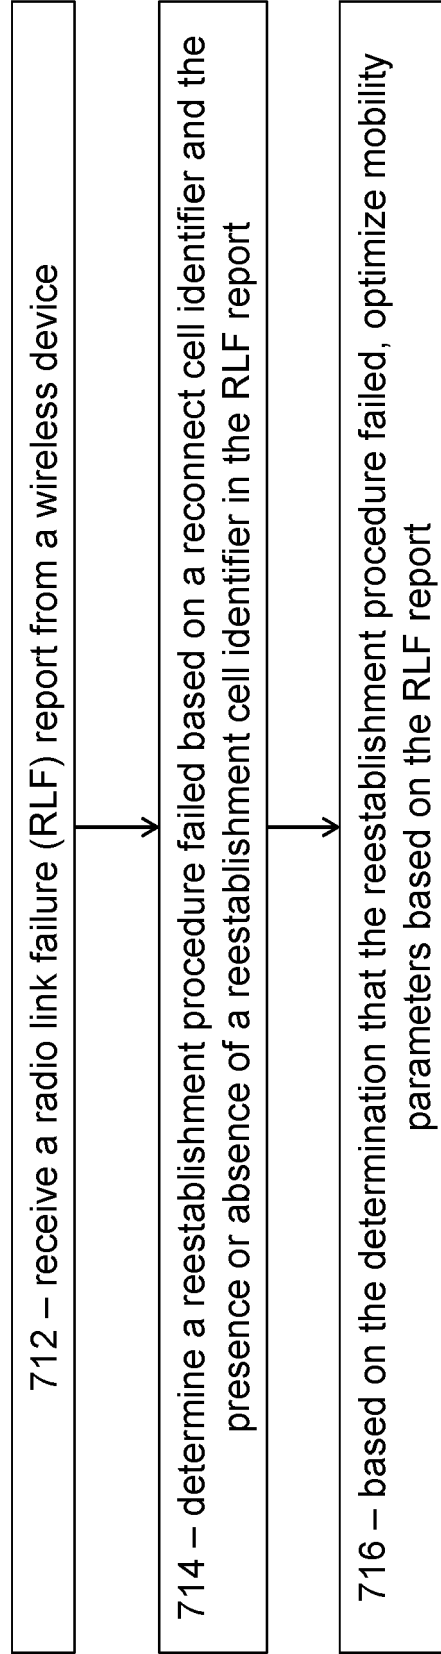 712 – receive a radio link failure (RLF) report from a wireless device
714 – determine a reestablishment procedure failed based on a reconnect cell identifier and the
presence or absence of a reestablishment cell identifier in the RLF report
716 – based on the determination that the reestablishment procedure failed, optimize mobility
parameters based on the RLF report